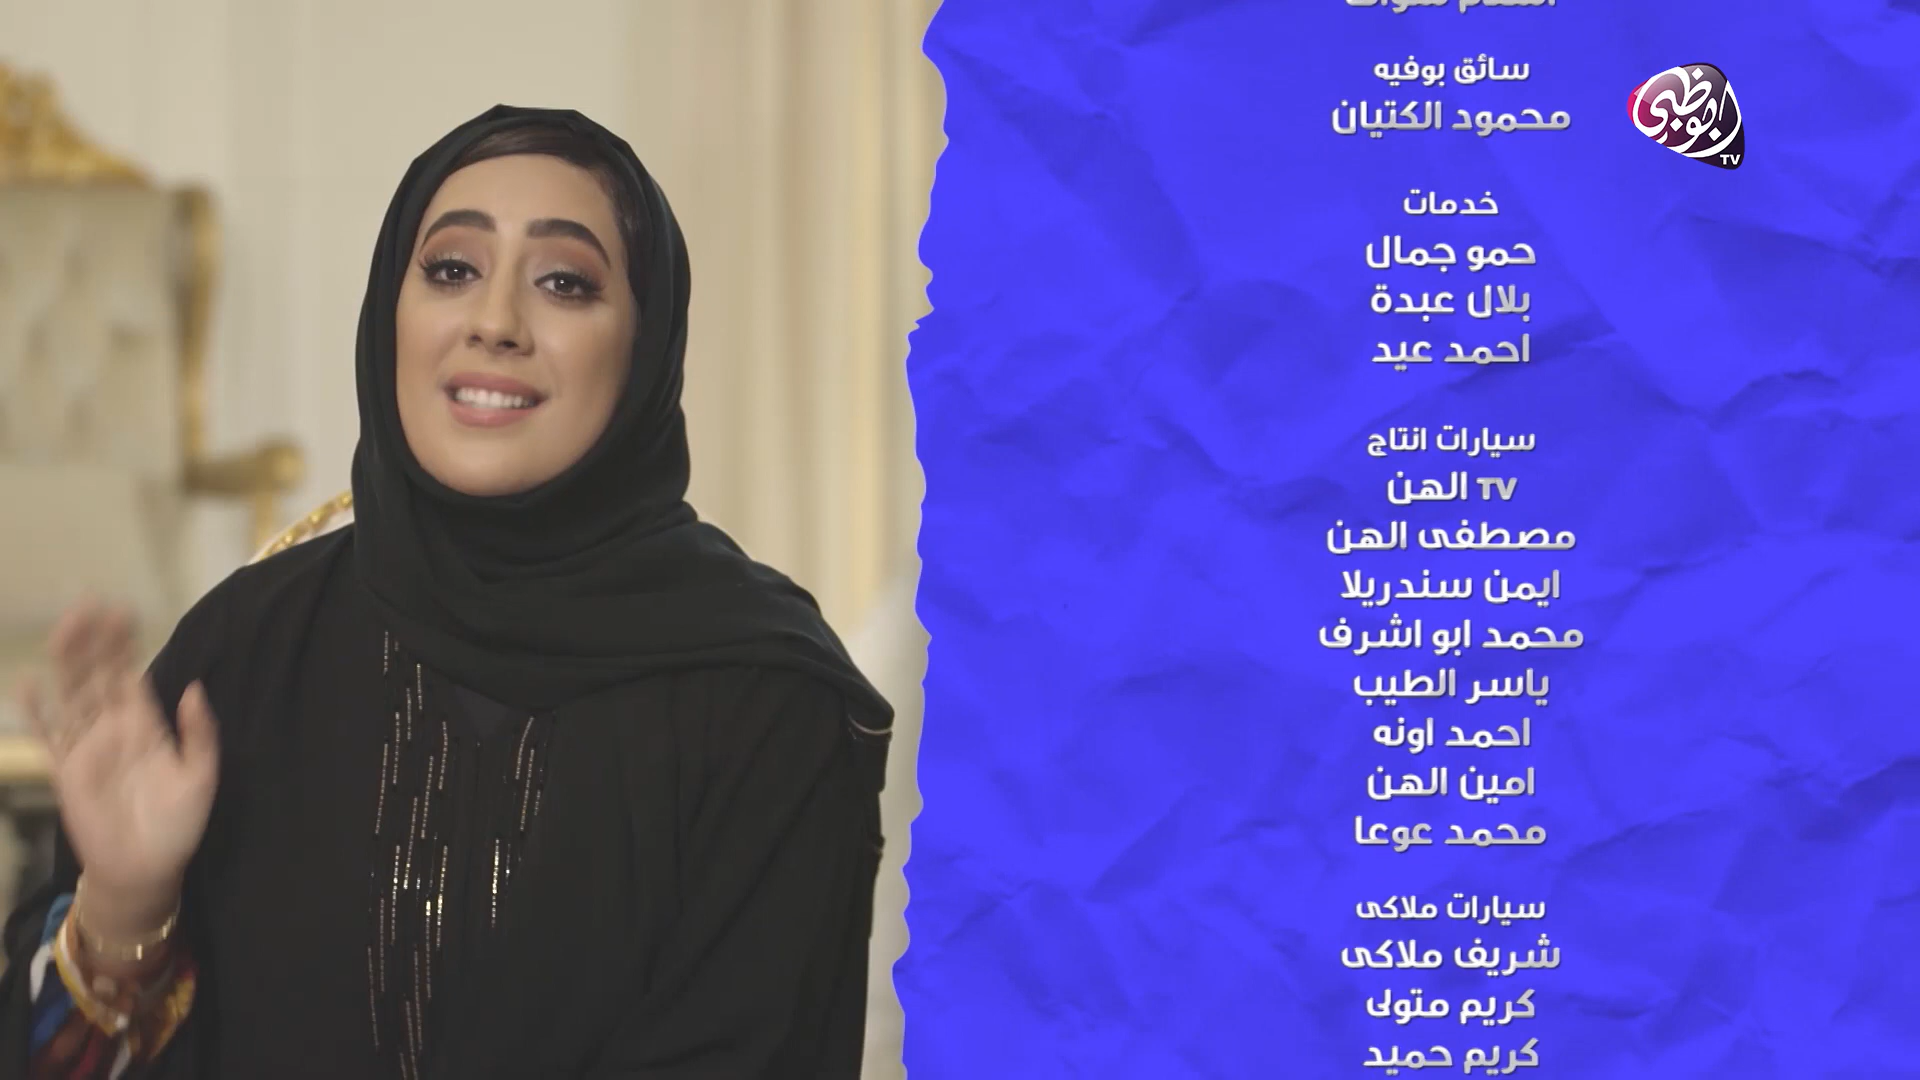 سائق بوفيه
محمود الكتيان
خدمات
حمو جمال
بلال عبدة
احمد عيد
سيارات انتاج
TV الهن
مصطفى الهن
ايمن سندريلا
محمد ابو اشرف
ياسر الطيب
احمد اونه
امين الهن
محمد عوعا
سيارات ملاكى
شريف ملاكى
كريم متولى
كريم حميد
ابوظبي
TV